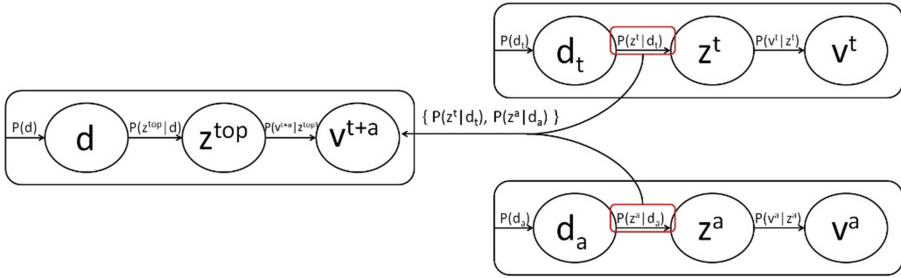 P(d_t) d_t P(z^t|d_t) z^t P(v^t|z^t) v^t
P(d) d P(z^top|d) z^top P(v^t+a|z^top) v^t+a { P(z^t|d_t), P(z^a|d_a) }
P(d_a) d_a P(z^a|d_a) z^a P(v^a|z^a) v^a